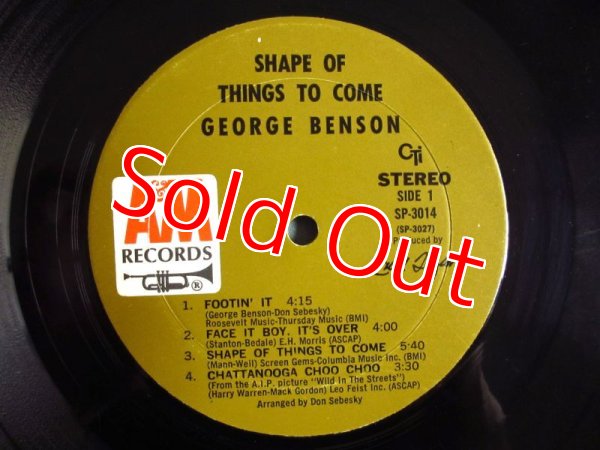 SHAPE OF
THINGS TO COME
GEORGE BENSON
CTi
STEREO
SIDE 1
SP-3014
(SP-3027)
Produced by
A&M
RECORDS
®
Sold Out
1. FOOTIN' IT 4:15
(George Benson-Don Sebesky)
Roosevelt Music-Thursday Music (BMI)
2. FACE IT BOY, IT'S OVER 4:00
(Stanton-Bedale) E.H. Morris (ASCAP)
3. SHAPE OF THINGS TO COME 5:40
(Mann-Weil) Screen Gems-Columbia Music Inc. (BMI)
4. CHATTANOOGA CHOO CHOO 3:30
(From the A.I.P. picture "Wild In The Streets")
(Harry Warren-Mack Gordon) Leo Feist Inc. (ASCAP)
Arranged by Don Sebesky